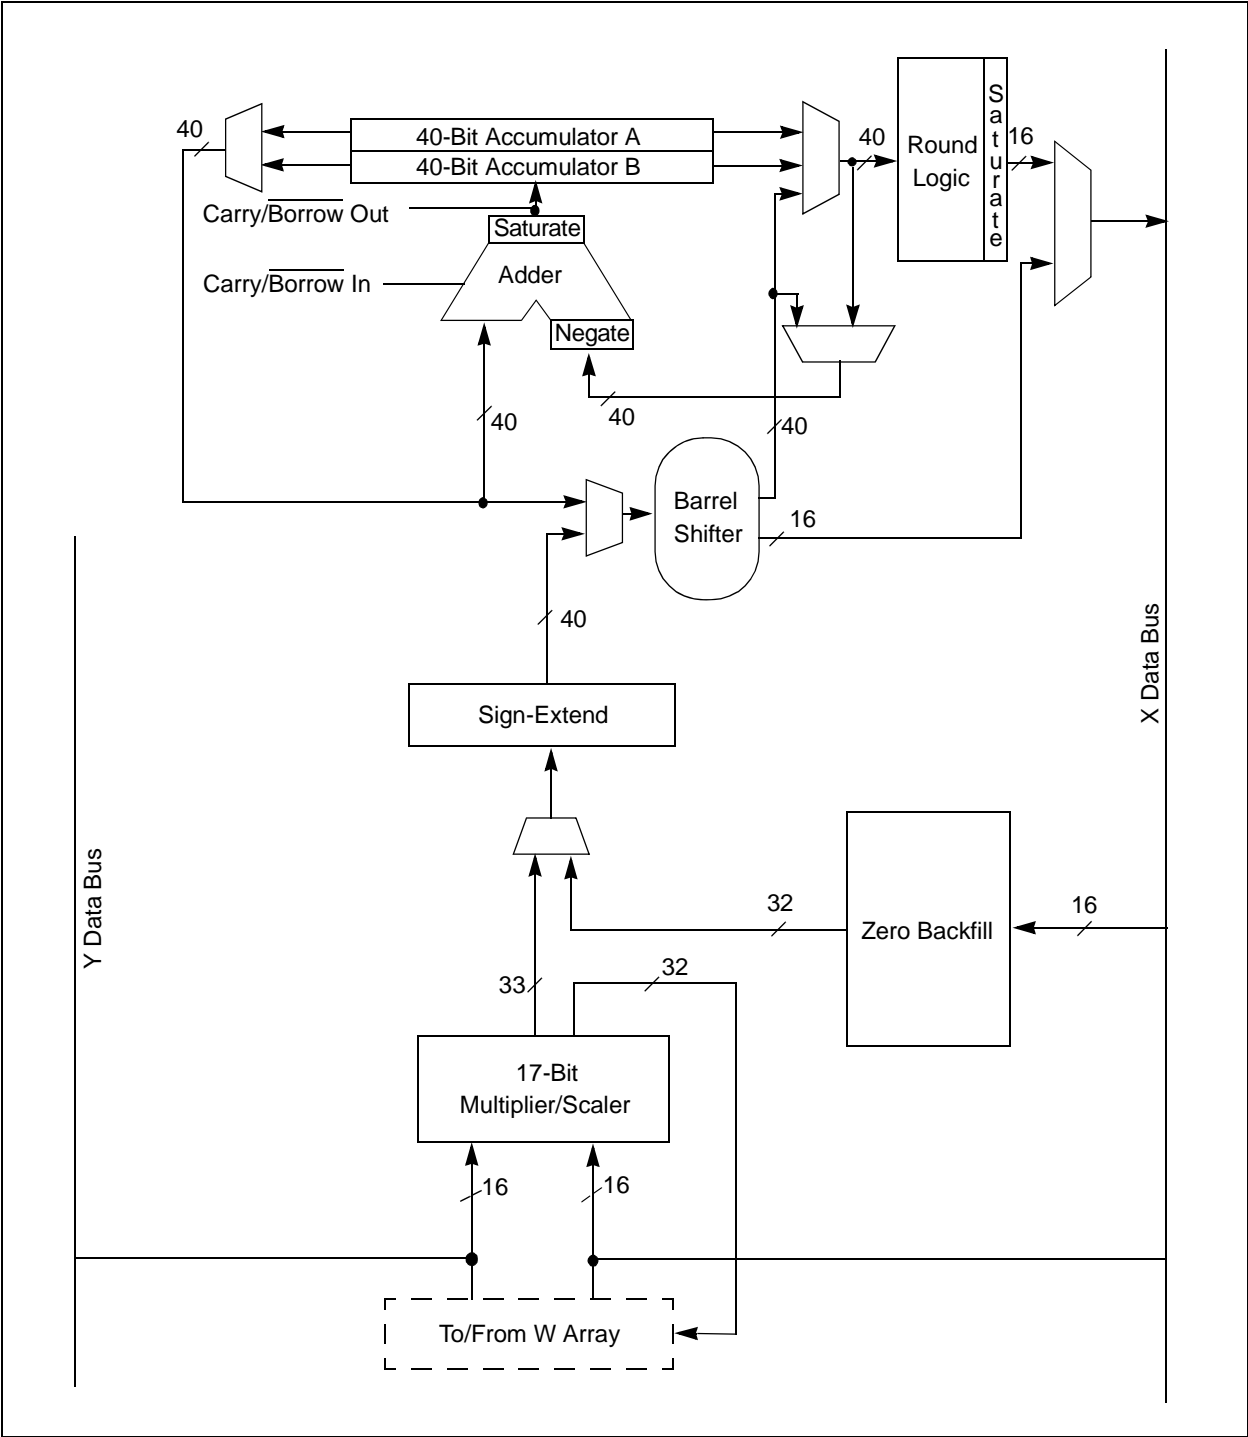 40
40-Bit Accumulator A
40-Bit Accumulator B
40
Round
Logic
Saturate
16
Carry/Borrow Out
Saturate
Carry/Borrow In
Adder
Negate
40
40
40
Barrel
Shifter
16
40
X Data Bus
Sign-Extend
Y Data Bus
32
Zero Backfill
16
33
32
17-Bit
Multiplier/Scaler
16
16
To/From W Array